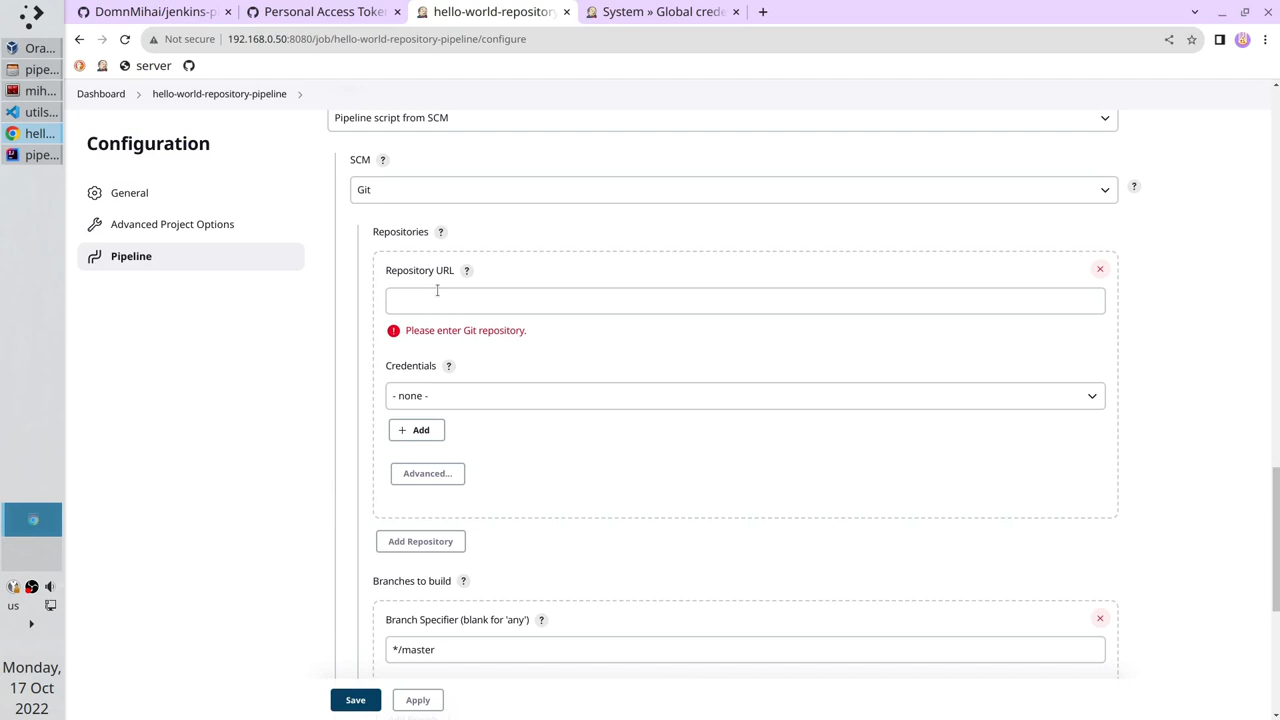 DomnMihai/jenkins-p
Personal Access Toke
hello-world-repositor
System » Global crede
Not secure
192.168.0.50:8080/job/hello-world-repository-pipeline/configure
server
Dashboard
hello-world-repository-pipeline
Configuration
General
Advanced Project Options
Pipeline
Pipeline script from SCM
SCM ?
Git
?
Repositories ?
Repository URL ?
Please enter Git repository.
Credentials ?
- none -
+ Add
Advanced...
Add Repository
Branches to build ?
Branch Specifier (blank for 'any') ?
*/master
Save
Apply
Ora...
pipe...
mih...
utils...
hell...
pipe...
us
Monday,
17 Oct
2022